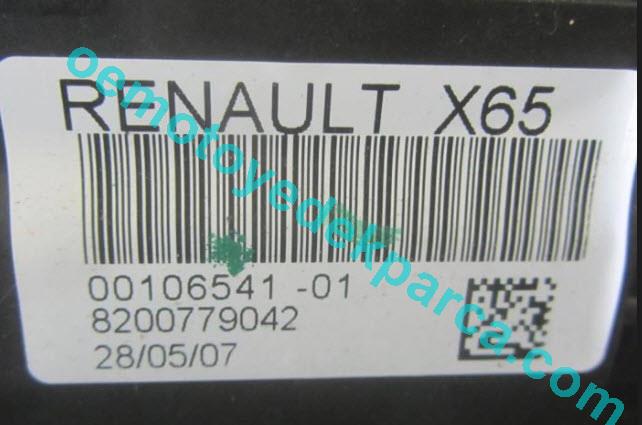 RENAULT X65
00106541 -01
8200779042
28/05/07
oemotoyedekparca.com